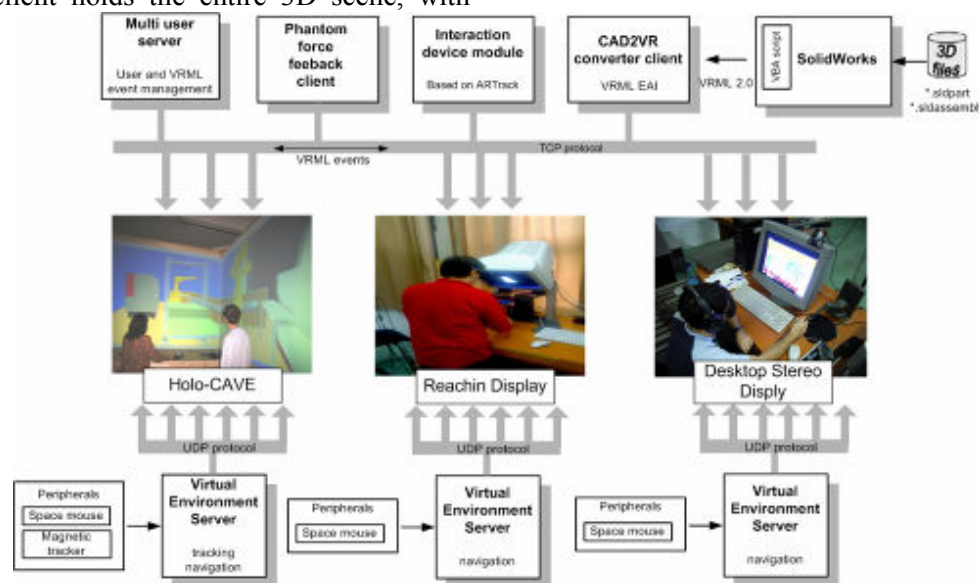 client holds the entire 3D scene, with
Multi user
server
User and VRML
event management
Phantom
force
feeback
client
Interaction
device module
Based on ARTrack
CAD2VR
converter client
VRML EAI
VRML 2.0
VBA script
SolidWorks
3D
files
*.sldpart
*.sldassembl
VRML events
TCP protocol
Holo-CAVE
Reachin Display
Desktop Stereo
Disply
UDP protocol
UDP protocol
UDP protocol
Peripherals
Space mouse
Magnetic
tracker
Virtual
Environment
Server
tracking
navigation
Peripherals
Space mouse
Virtual
Environment
Server
navigation
Peripherals
Space mouse
Virtual
Environment
Server
navigation